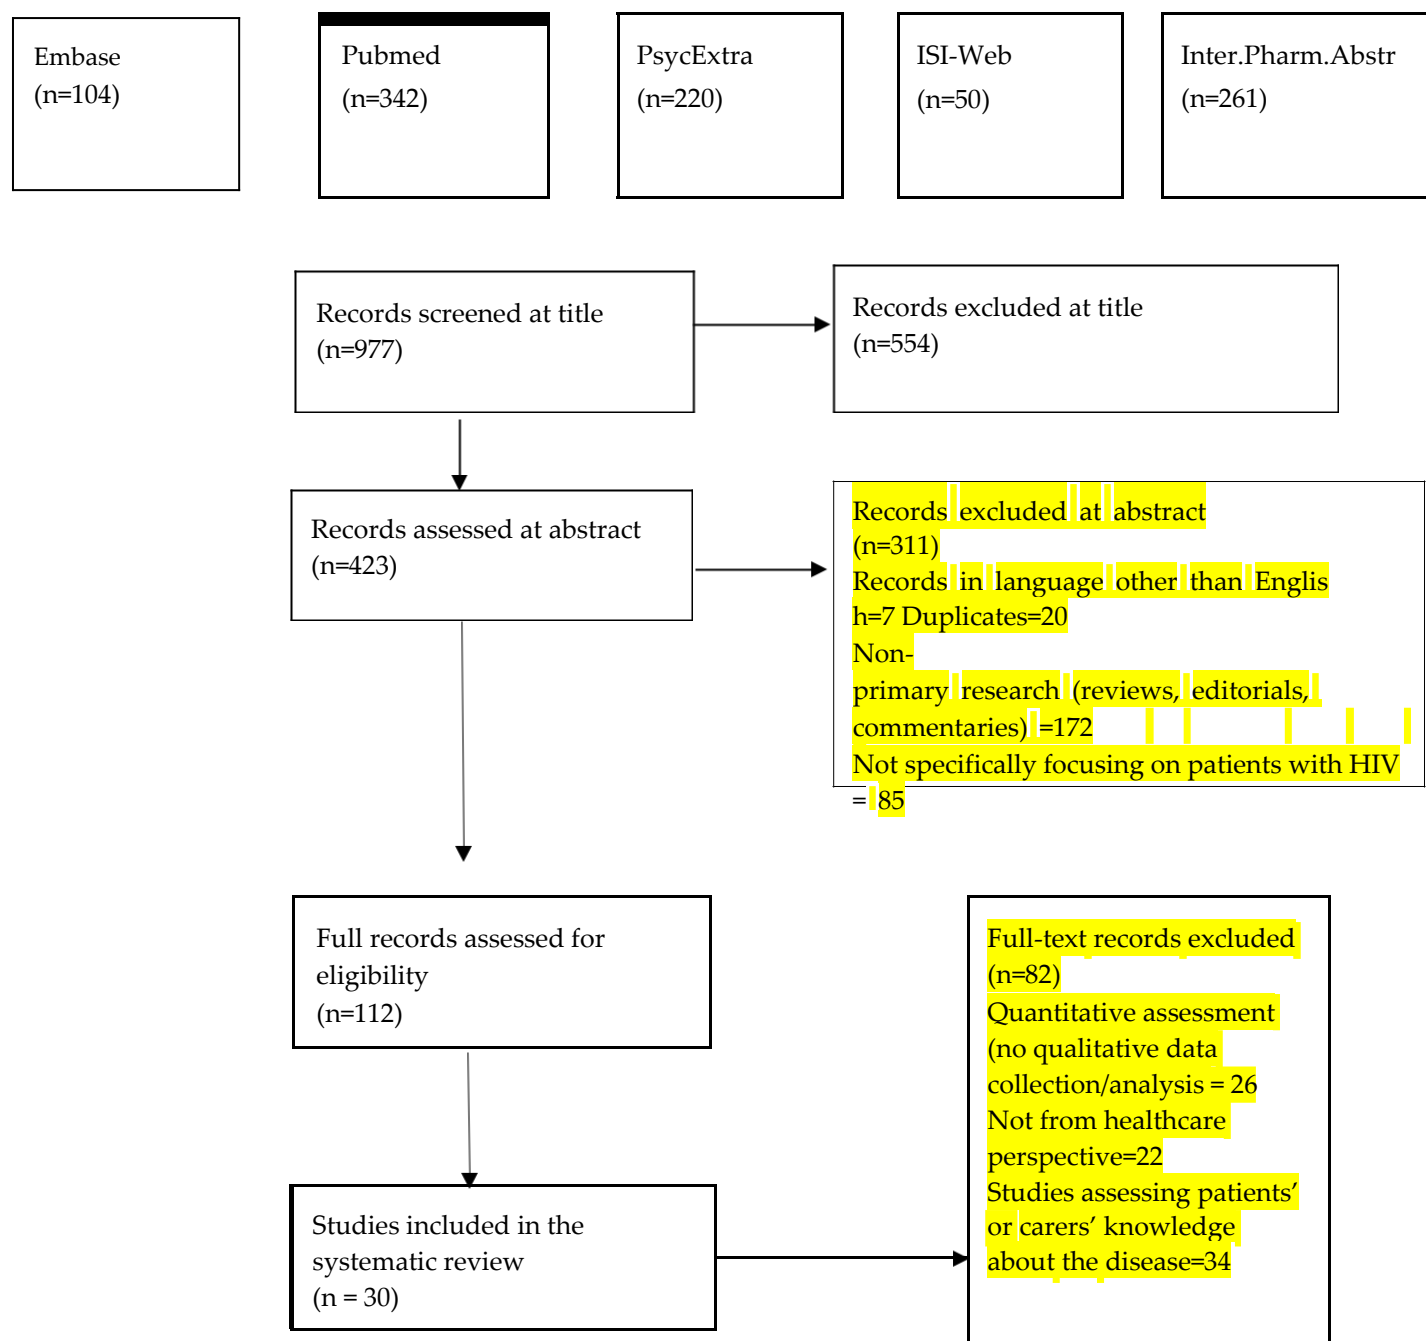 Embase
(n=104)
Pubmed
(n=342)
PsycExtra
(n=220)
ISI-Web
(n=50)
Inter.Pharm.Abstr
(n=261)
Records screened at title
(n=977)
Records excluded at title
(n=554)
Records assessed at abstract
(n=423)
Records excluded at abstract
(n=311)
Records in language other than Englis
h=7 Duplicates=20
Non-
primary research (reviews, editorials,
commentaries) =172
Not specifically focusing on patients with HIV
= 85
Full records assessed for
eligibility
(n=112)
Full-text records excluded
(n=82)
Quantitative assessment
(no qualitative data
collection/analysis = 26
Not from healthcare
perspective=22
Studies assessing patients’
or carers’ knowledge
about the disease=34
Studies included in the
systematic review
(n = 30)